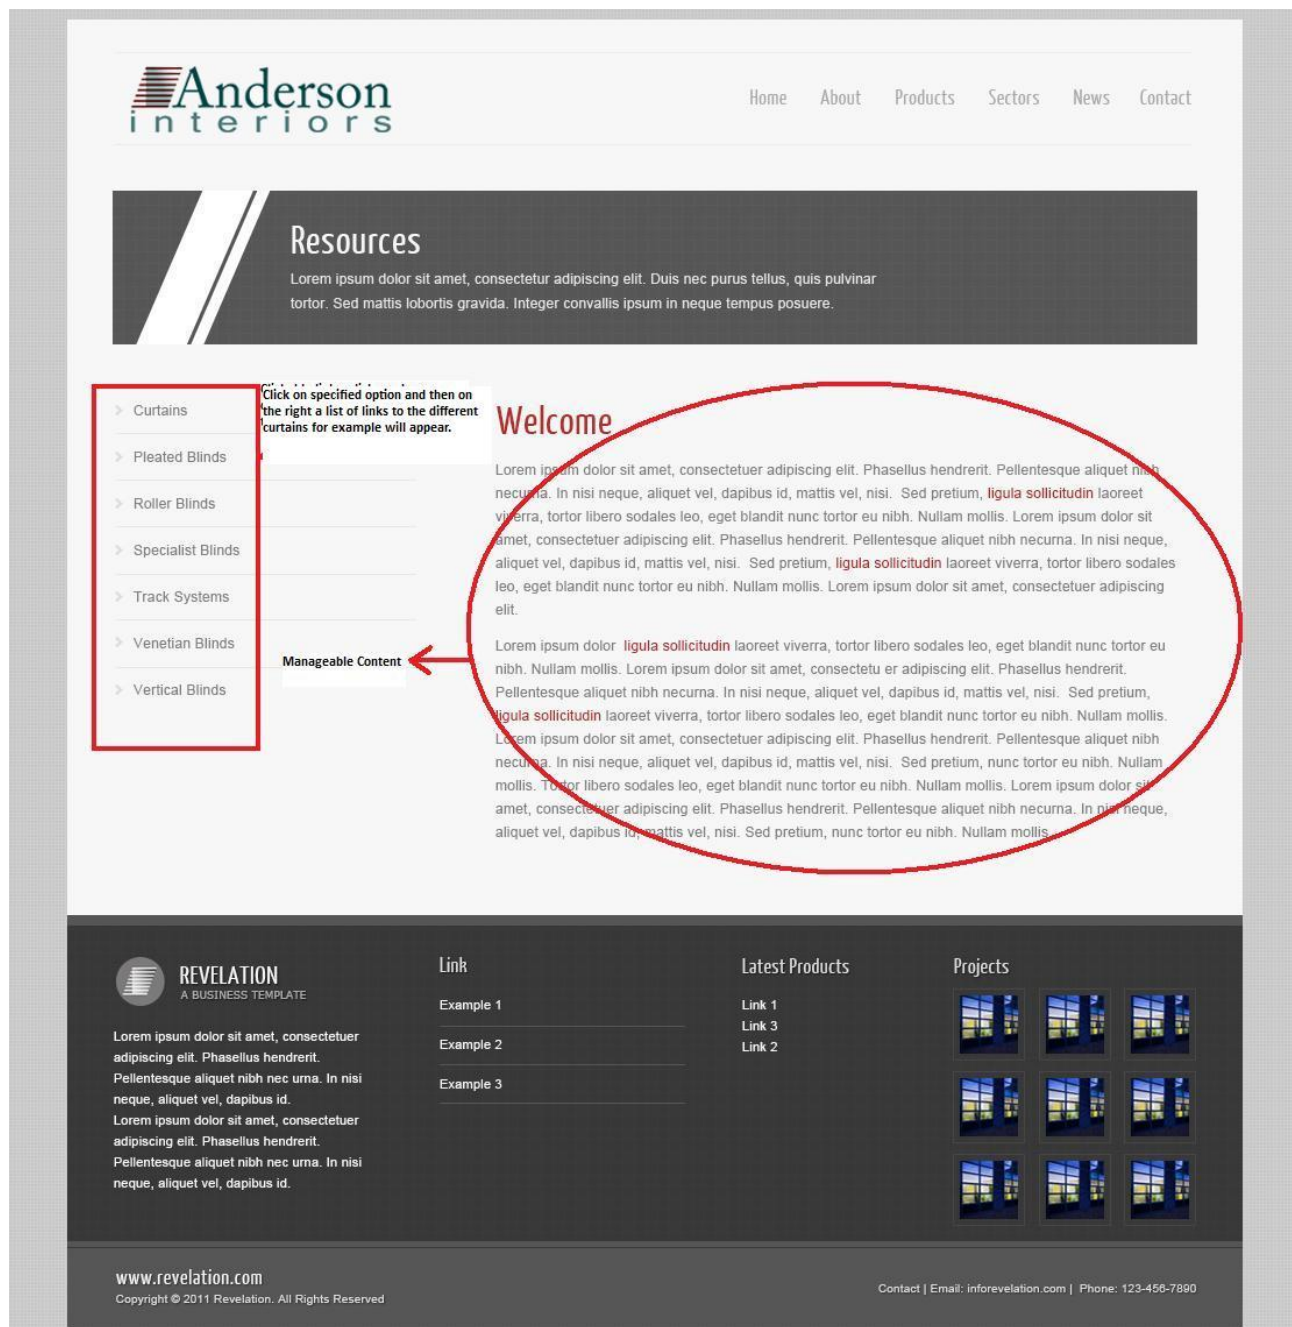 Anderson
interiors
Home About Products Sectors News Contact
Resources
Lorem ipsum dolor sit amet, consectetur adipiscing elit. Duis nec purus tellus, quis pulvinar
tortor. Sed mattis lobortis gravida. Integer convallis ipsum in neque tempus posuere.
Curtains
Pleated Blinds
Roller Blinds
Specialist Blinds
Track Systems
Venetian Blinds
Vertical Blinds
Click on specified option and then on
the right a list of links to the different
curtains for example will appear.
Manageable Content
Welcome
Lorem ipsum dolor sit amet, consectetuer adipiscing elit. Phasellus hendrerit. Pellentesque aliquet nibh
necurna. In nisi neque, aliquet vel, dapibus id, mattis vel, nisi. Sed pretium, ligula sollicitudin laoreet
viverra, tortor libero sodales leo, eget blandit nunc tortor eu nibh. Nullam mollis. Lorem ipsum dolor sit
amet, consectetuer adipiscing elit. Phasellus hendrerit. Pellentesque aliquet nibh necurna. In nisi neque,
aliquet vel, dapibus id, mattis vel, nisi. Sed pretium, ligula sollicitudin laoreet viverra, tortor libero sodales
leo, eget blandit nunc tortor eu nibh. Nullam mollis. Lorem ipsum dolor sit amet, consectetuer adipiscing
elit.
Lorem ipsum dolor ligula sollicitudin laoreet viverra, tortor libero sodales leo, eget blandit nunc tortor eu
nibh. Nullam mollis. Lorem ipsum dolor sit amet, consectetu er adipiscing elit. Phasellus hendrerit.
Pellentesque aliquet nibh necurna. In nisi neque, aliquet vel, dapibus id, mattis vel, nisi. Sed pretium,
ligula sollicitudin laoreet viverra, tortor libero sodales leo, eget blandit nunc tortor eu nibh. Nullam mollis.
Lorem ipsum dolor sit amet, consectetuer adipiscing elit. Phasellus hendrerit. Pellentesque aliquet nibh
necurna. In nisi neque, aliquet vel, dapibus id, mattis vel, nisi. Sed pretium, nunc tortor eu nibh. Nullam
mollis. Tortor libero sodales leo, eget blandit nunc tortor eu nibh. Nullam mollis. Lorem ipsum dolor sit
amet, consectetuer adipiscing elit. Phasellus hendrerit. Pellentesque aliquet nibh necurna. In nisi neque,
aliquet vel, dapibus id, mattis vel, nisi. Sed pretium, nunc tortor eu nibh. Nullam mollis.
REVELATION
A BUSINESS TEMPLATE
Lorem ipsum dolor sit amet, consectetuer
adipiscing elit. Phasellus hendrerit.
Pellentesque aliquet nibh nec urna. In nisi
neque, aliquet vel, dapibus id.
Lorem ipsum dolor sit amet, consectetuer
adipiscing elit. Phasellus hendrerit.
Pellentesque aliquet nibh nec urna. In nisi
neque, aliquet vel, dapibus id.
Link
Example 1
Example 2
Example 3
Latest Products
Link 1
Link 3
Link 2
Projects
www.revelation.com
Copyright © 2011 Revelation. All Rights Reserved
Contact | Email: inforevelation.com | Phone: 123-456-7890